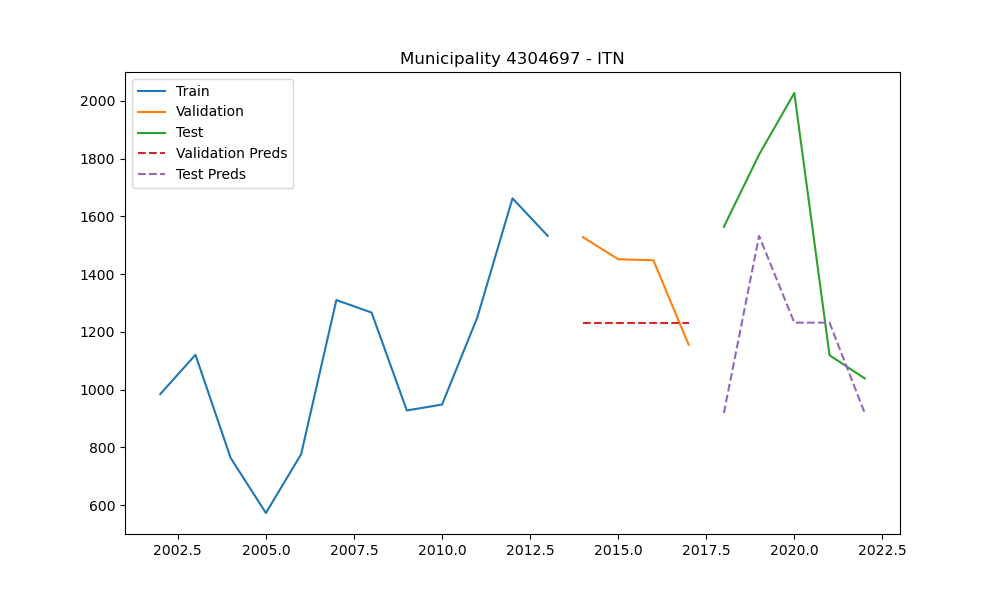 Municipality 4304697 - ITN
Train
Validation
Test
Validation Preds
Test Preds
2000
1800
1600
1400
1200
1000
800
600
2002.5 2005.0 2007.5 2010.0 2012.5 2015.0 2017.5 2020.0 2022.5